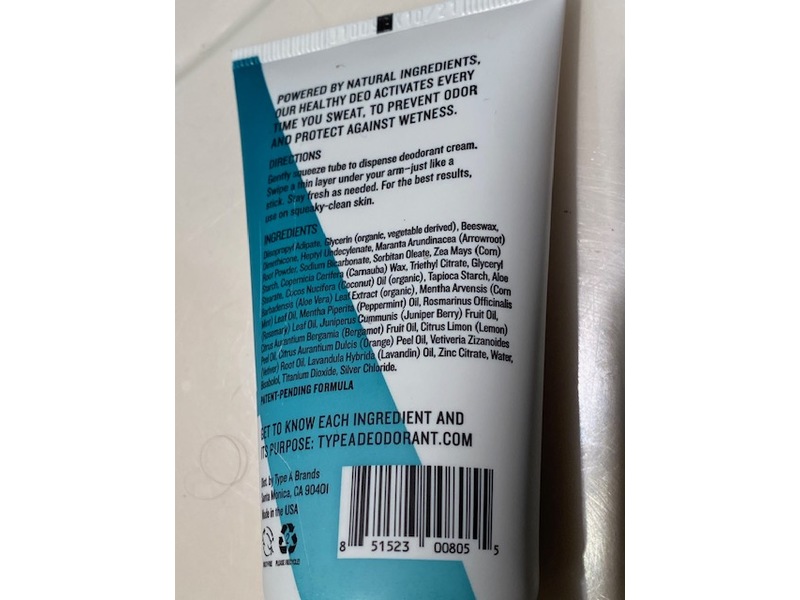 POWERED BY NATURAL INGREDIENTS,
OUR HEALTHY DEO ACTIVATES EVERY
TIME YOU SWEAT, TO PREVENT ODOR
AND PROTECT AGAINST WETNESS.
DIRECTIONS
Gently squeeze tube to dispense deodorant cream.
Swipe a thin layer under your arm—just like a
stick. Stay fresh as needed. For the best results,
use on squeaky-clean skin.
INGREDIENTS
Diisopropyl Adipate, Glycerin (organic, vegetable derived), Beeswax,
Dimethicone, Heptyl Undecylenate, Maranta Arundinacea (Arrowroot)
Root Powder, Sodium Bicarbonate, Sorbitan Oleate, Zea Mays (Corn)
Starch, Copernicia Cerifera (Carnauba) Wax, Triethyl Citrate, Glyceryl
Stearate, Cocos Nucifera (Coconut) Oil (organic), Tapioca Starch, Aloe
Barbadensis (Aloe Vera) Leaf Extract (organic), Mentha Arvensis (Corn
Mint) Leaf Oil, Mentha Piperita (Peppermint) Oil, Rosmarinus Officinalis
(Rosemary) Leaf Oil, Juniperus Cummunis (Juniper Berry) Fruit Oil,
Citrus Aurantium Bergamia (Bergamot) Fruit Oil, Citrus Limon (Lemon)
Peel Oil, Citrus Aurantium Dulcis (Orange) Peel Oil, Vetiveria Zizanoides
(Vetiver) Root Oil, Lavandula Hybrida (Lavandin) Oil, Zinc Citrate, Water,
Bisabolol, Titanium Dioxide, Silver Chloride.
PATENT-PENDING FORMULA
GET TO KNOW EACH INGREDIENT AND
ITS PURPOSE: TYPEADEODORANT.COM
Dist. by Type A Brands
Santa Monica, CA 90401
Made in the USA
PLEASE RECYCLE
8 51523 00805 5